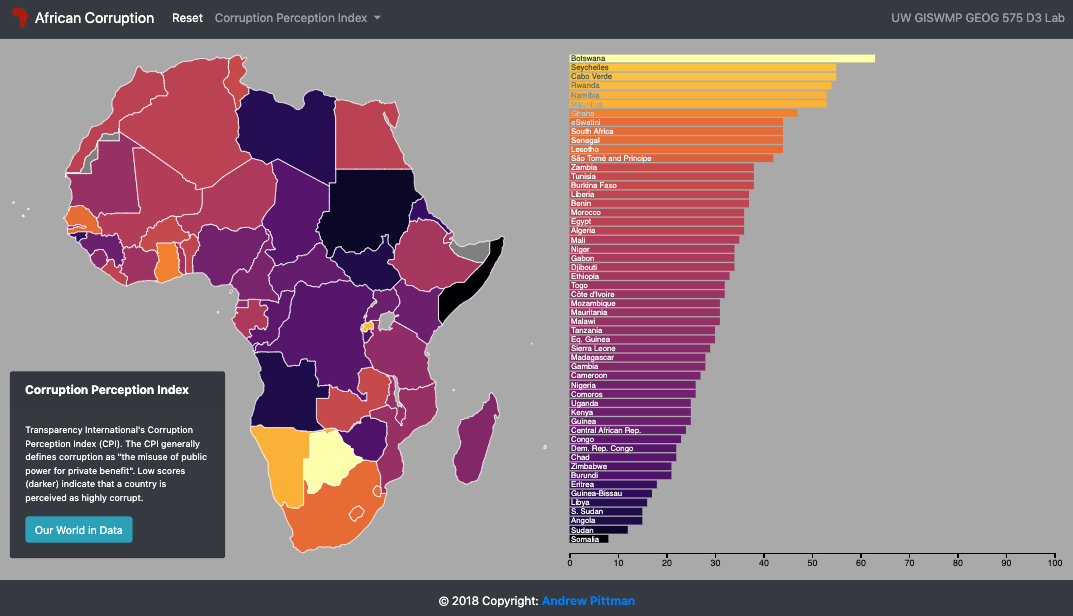 African Corruption Reset Corruption Perception Index UW GISWMP GEOG 575 D3 Lab
Botswana
Seychelles
Cabo Verde
Rwanda
Namibia
Mauritius
Ghana
eSwatini
South Africa
Senegal
Lesotho
São Tomé and Principe
Zambia
Tunisia
Burkina Faso
Liberia
Benin
Morocco
Egypt
Algeria
Mali
Niger
Gabon
Djibouti
Ethiopia
Togo
Côte d'Ivoire
Mozambique
Mauritania
Malawi
Tanzania
Eq. Guinea
Sierra Leone
Madagascar
Gambia
Cameroon
Nigeria
Comoros
Uganda
Kenya
Guinea
Central African Rep.
Congo
Dem. Rep. Congo
Chad
Zimbabwe
Burundi
Eritrea
Guinea-Bissau
Libya
S. Sudan
Angola
Sudan
Somalia
0 10 20 30 40 50 60 70 80 90 100
Corruption Perception Index
Transparency International's Corruption
Perception Index (CPI). The CPI generally
defines corruption as "the misuse of public
power for private benefit". Low scores
(darker) indicate that a country is
perceived as highly corrupt.
Our World in Data
© 2018 Copyright: Andrew Pittman